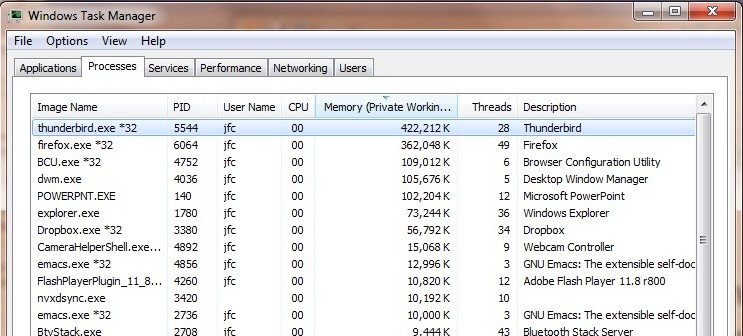 Windows Task Manager
File Options View Help
Applications Processes Services Performance Networking Users
Image Name PID User Name CPU Memory (Private Workin... Threads Description
thunderbird.exe *32 5544 jfc 00 422,212 K 28 Thunderbird
firefox.exe *32 6064 jfc 00 362,048 K 49 Firefox
BCU.exe *32 4752 jfc 00 109,012 K 6 Browser Configuration Utility
dwm.exe 4036 jfc 00 105,676 K 5 Desktop Window Manager
POWERPNT.EXE 140 jfc 00 102,204 K 12 Microsoft PowerPoint
explorer.exe 1780 jfc 00 73,244 K 36 Windows Explorer
Dropbox.exe *32 3380 jfc 00 56,792 K 34 Dropbox
CameraHelperShell.exe... 4892 jfc 00 15,068 K 9 Webcam Controller
emacs.exe *32 4856 jfc 00 12,996 K 3 GNU Emacs: The extensible self-doc
FlashPlayerPlugin_11_8... 4260 jfc 00 10,820 K 12 Adobe Flash Player 11.8 r800
nvxdsync.exe 3420 00 10,192 K 10
emacs.exe *32 2736 jfc 00 10,000 K 3 GNU Emacs: The extensible self-doc
BtvStack.exe 2708 jfc 00 9,444 K 43 Bluetooth Stack Server